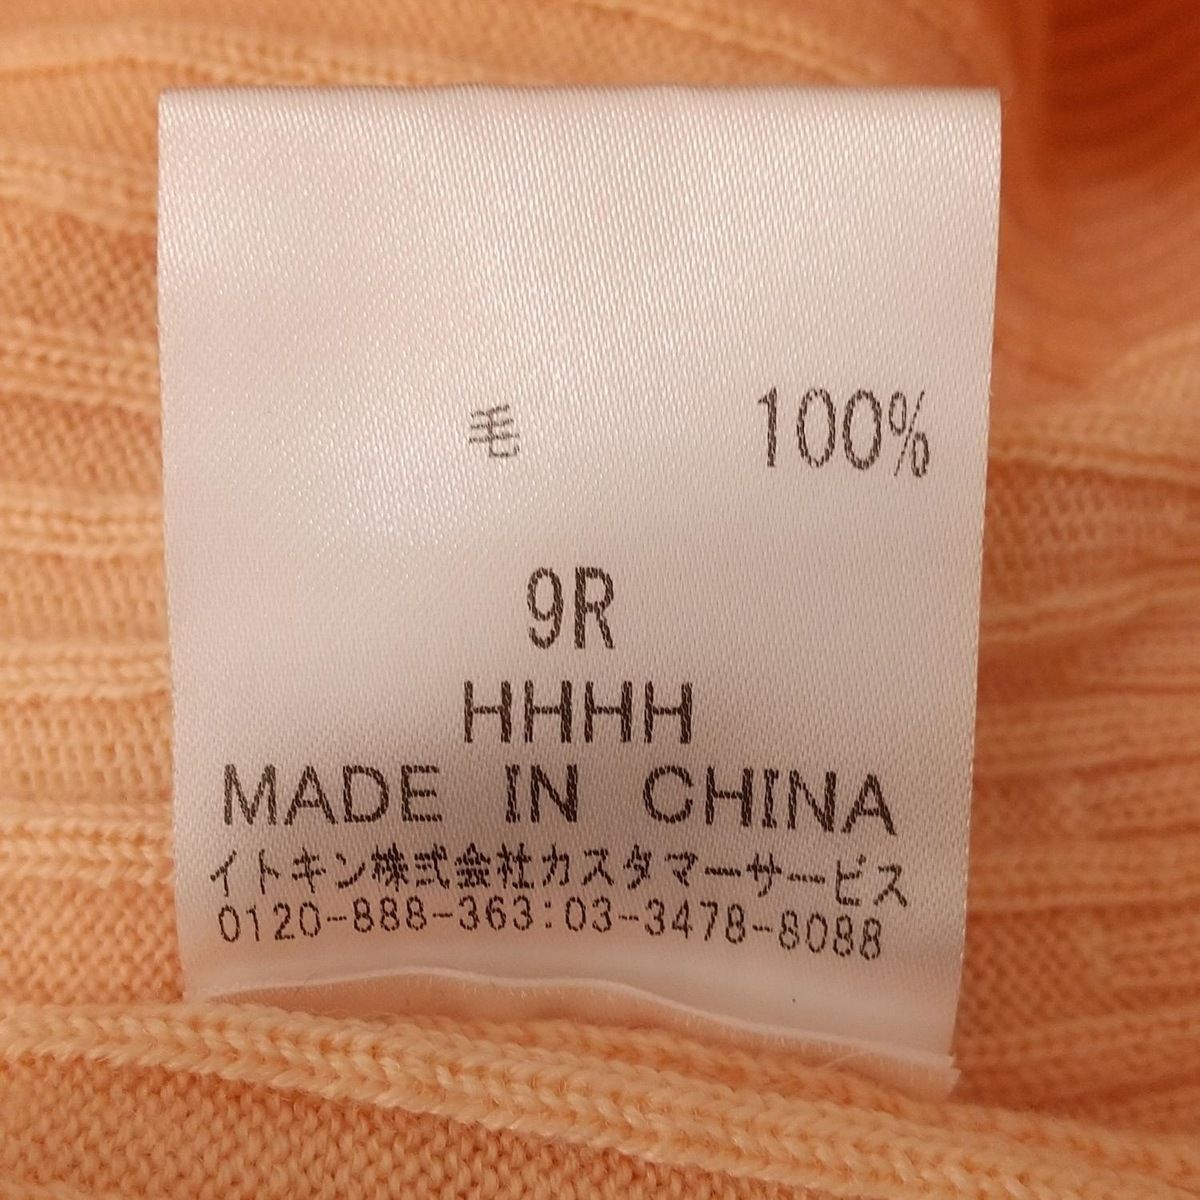 毛 100%
9R
HHHH
MADE IN CHINA
イトキン株式会社カスタマーサービス
0120-888-363:03-3478-8088